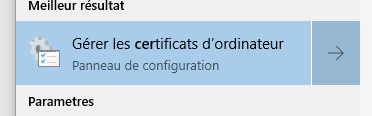 Meilleur résultat
Gérer les certificats d’ordinateur
Panneau de configuration
Parametres